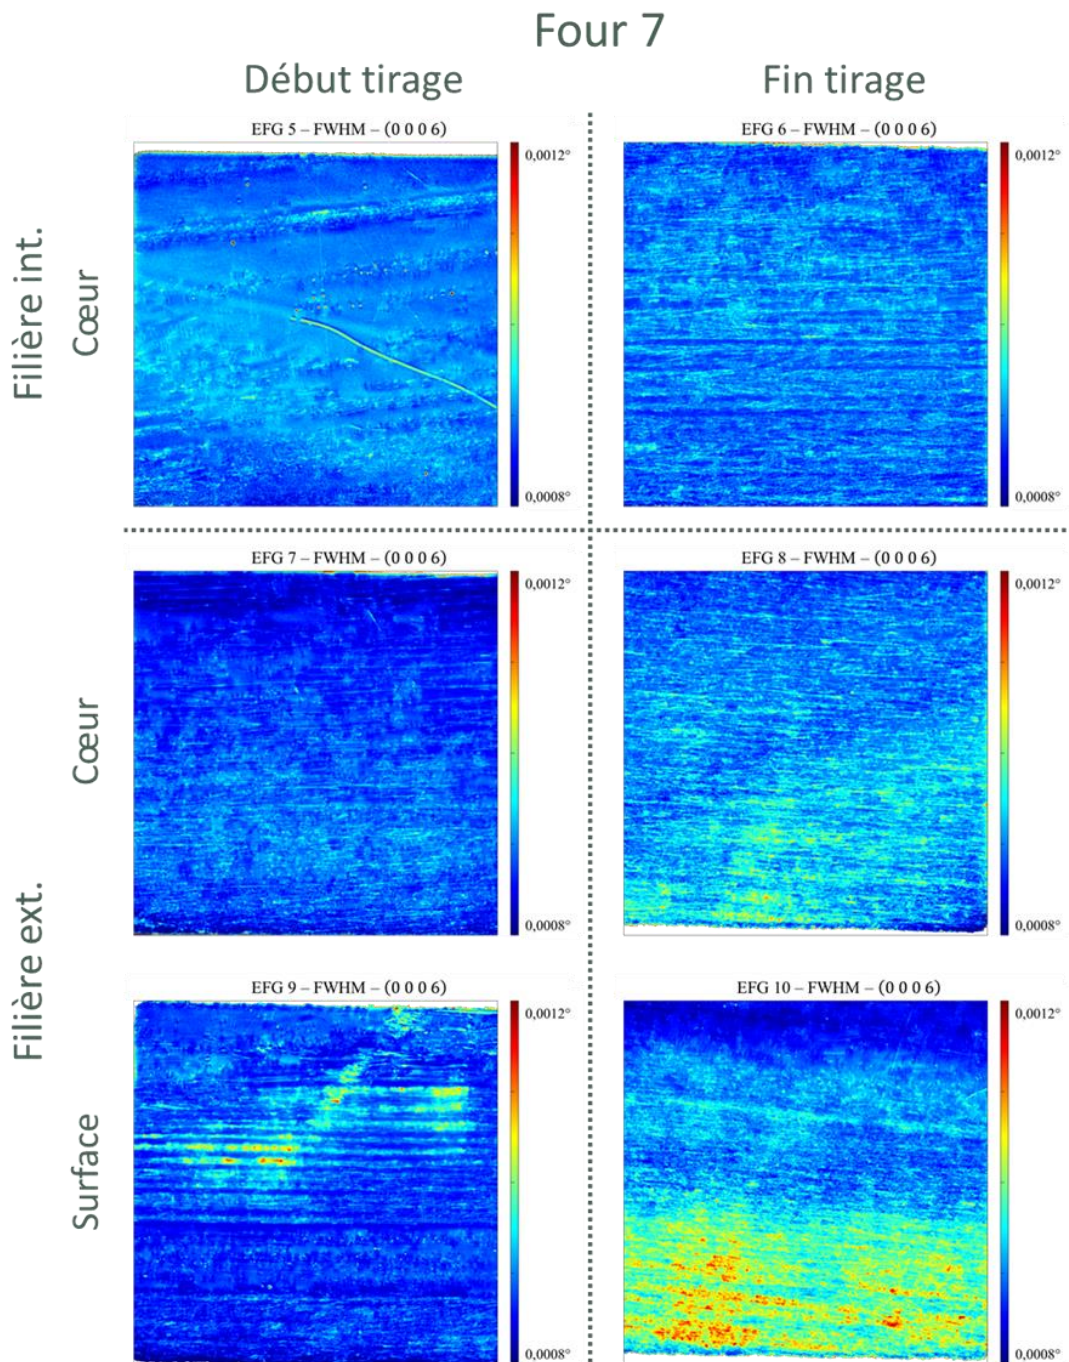 Four 7
Début tirage
Fin tirage
Filière int.
Cœur
EFG 5 – FWHM – (0 0 0 6)
0,0012°
0,0008°
EFG 6 – FWHM – (0 0 0 6)
0,0012°
0,0008°
Filière ext.
Cœur
EFG 7 – FWHM – (0 0 0 6)
0,0012°
0,0008°
EFG 8 – FWHM – (0 0 0 6)
0,0012°
0,0008°
Surface
EFG 9 – FWHM – (0 0 0 6)
0,0012°
0,0008°
EFG 10 – FWHM – (0 0 0 6)
0,0012°
0,0008°